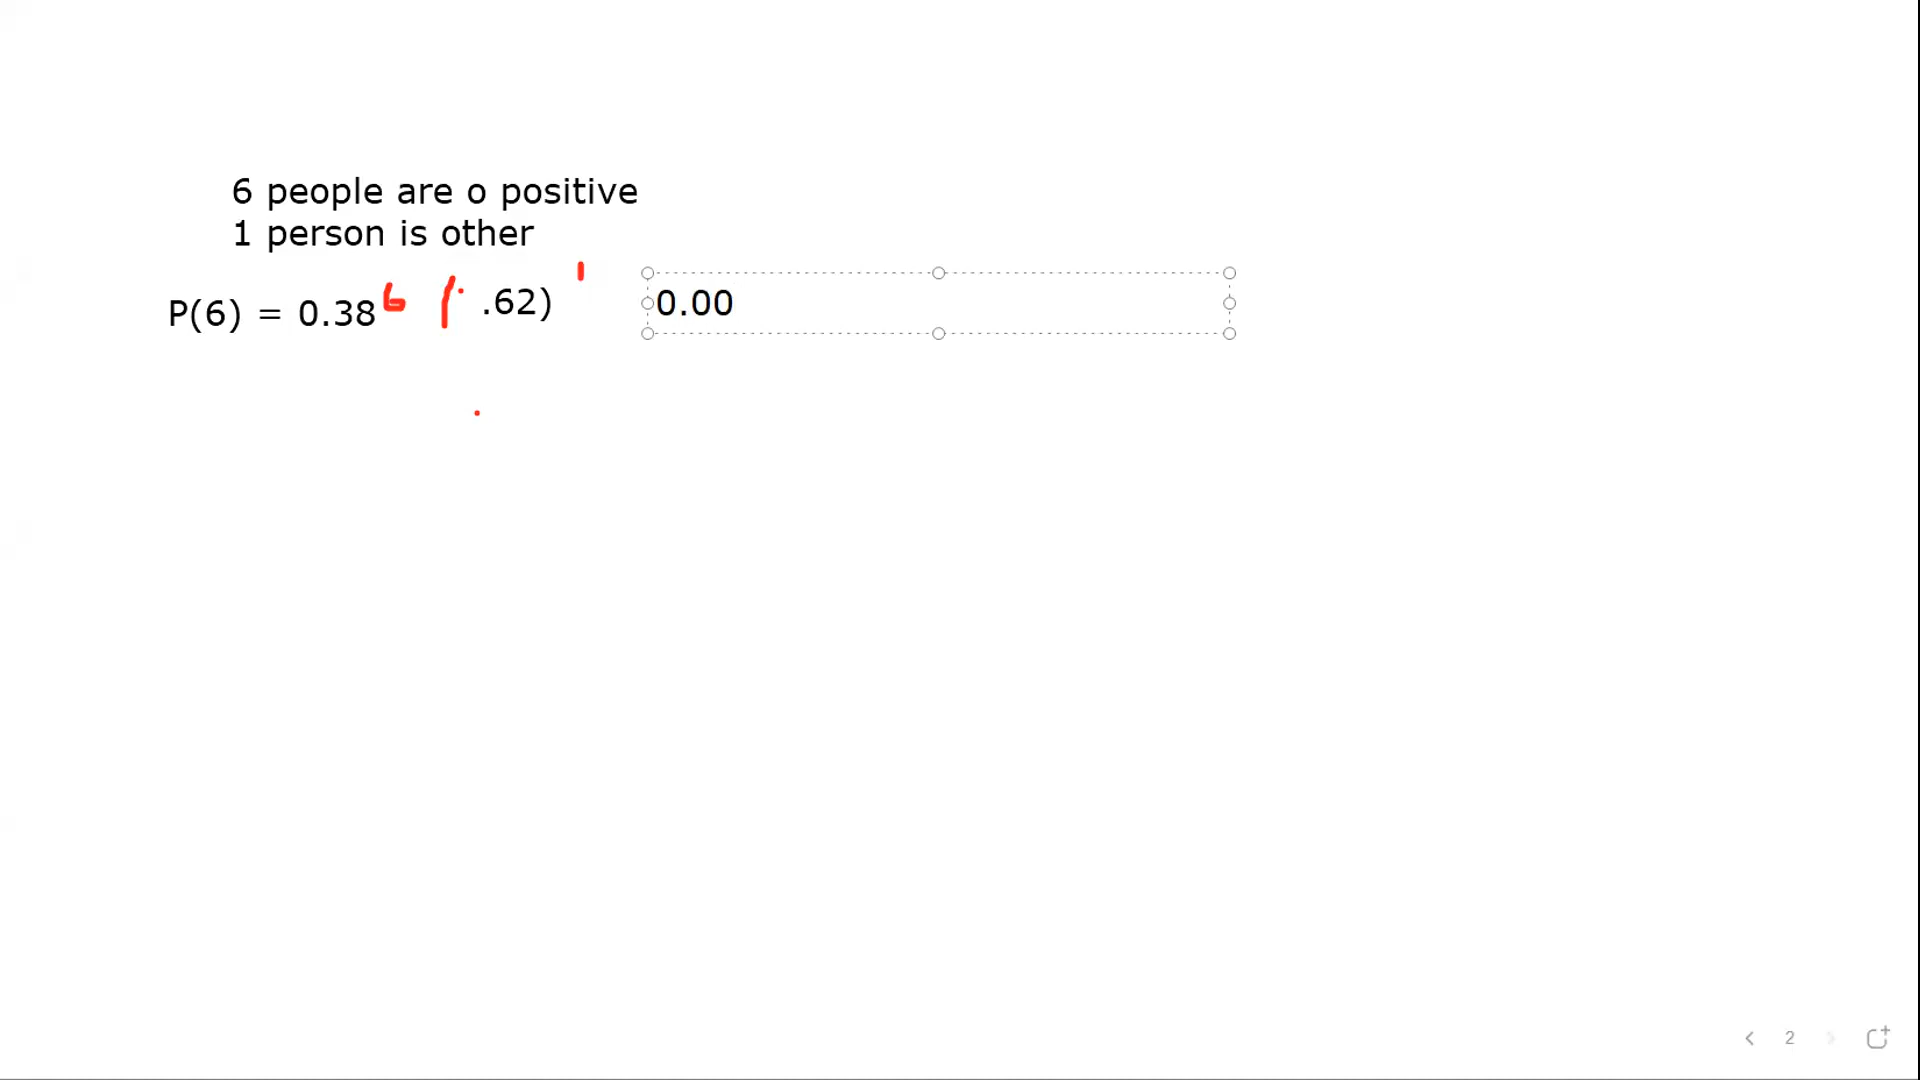 6 people are o positive
1 person is other
P(6) = 0.38⁶ (.62)¹ 0.00
2